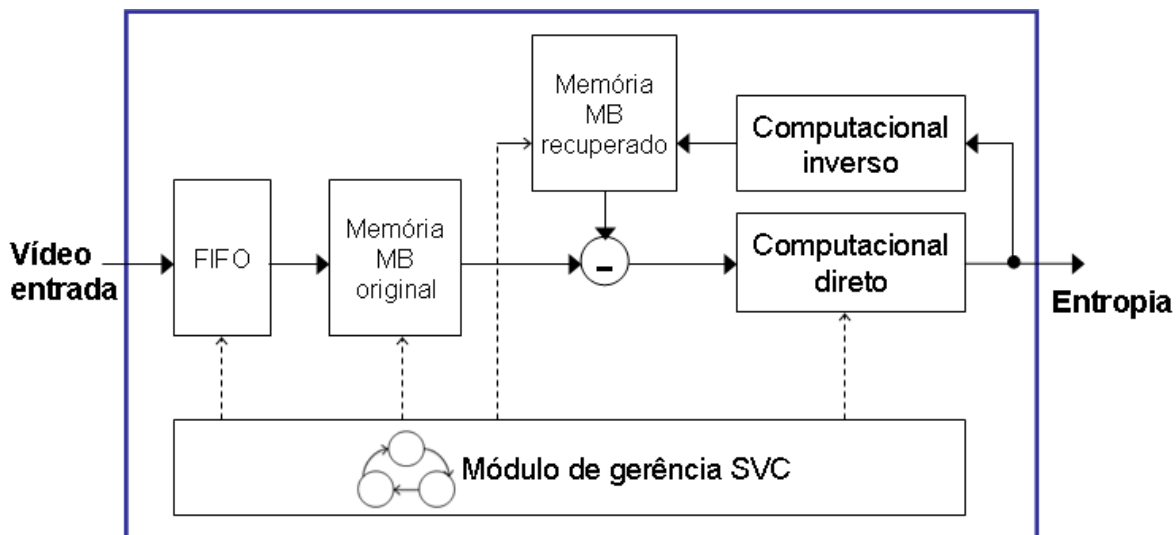 Memória
MB
recuperado
Computacional
inverso
Vídeo
entrada
FIFO
Memória
MB
original
-
Computacional
direto
Entropia
Módulo de gerência SVC